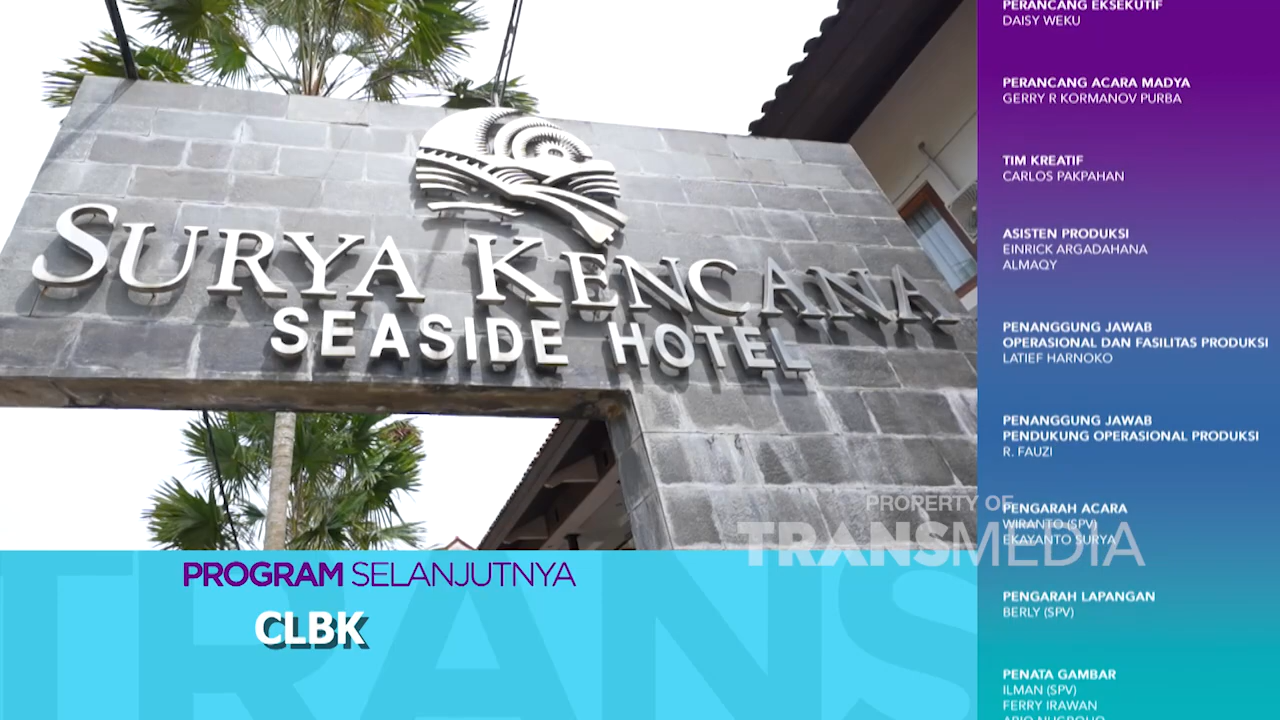 SURYA KENCANA
SEASIDE HOTEL
PROGRAM SELANJUTNYA
CLBK
TRANS
PROPERTY OF
TRANSMEDIA
PERANCANG EKSEKUTIF
DAISY WEKU
PERANCANG ACARA MADYA
GERRY R KORMANOV PURBA
TIM KREATIF
CARLOS PAKPAHAN
ASISTEN PRODUKSI
EINRICK ARGADAHANA
ALMAQY
PENANGGUNG JAWAB
OPERASIONAL DAN FASILITAS PRODUKSI
LATIEF HARNOKO
PENANGGUNG JAWAB
PENDUKUNG OPERASIONAL PRODUKSI
R. FAUZI
PENGARAH ACARA
WIRANTO (SPV)
EKAYANTO SURYA
PENGARAH LAPANGAN
BERLY (SPV)
PENATA GAMBAR
ILMAN (SPV)
FERRY IRAWAN